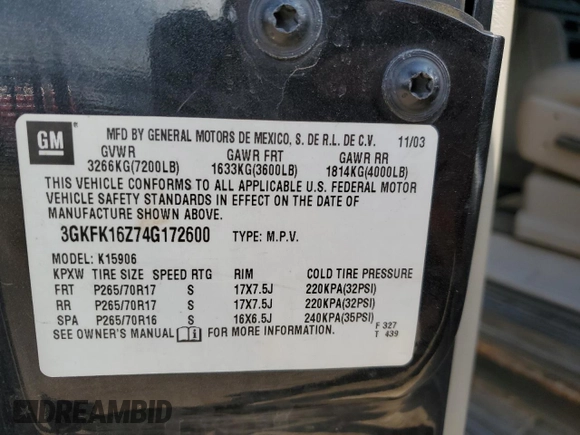 GM
MFD BY GENERAL MOTORS DE MEXICO, S. DE R.L. DE C.V. 11/03
GVWR GAWR FRT GAWR RR
3266KG(7200LB) 1633KG(3600LB) 1814KG(4000LB)
THIS VEHICLE CONFORMS TO ALL APPLICABLE U.S. FEDERAL MOTOR
VEHICLE SAFETY STANDARDS IN EFFECT ON THE DATE OF
MANUFACTURE SHOWN ABOVE.
3GKFK16Z74G172600 TYPE: M.P.V.
MODEL: K15906
KPXW TIRE SIZE SPEED RTG RIM COLD TIRE PRESSURE
FRT P265/70R17 S 17X7.5J 220KPA(32PSI)
RR P265/70R17 S 17X7.5J 220KPA(32PSI)
SPA P265/70R16 S 16X6.5J 240KPA(35PSI)
SEE OWNER'S MANUAL FOR MORE INFORMATION.
F 327
T 439
DREAMBID